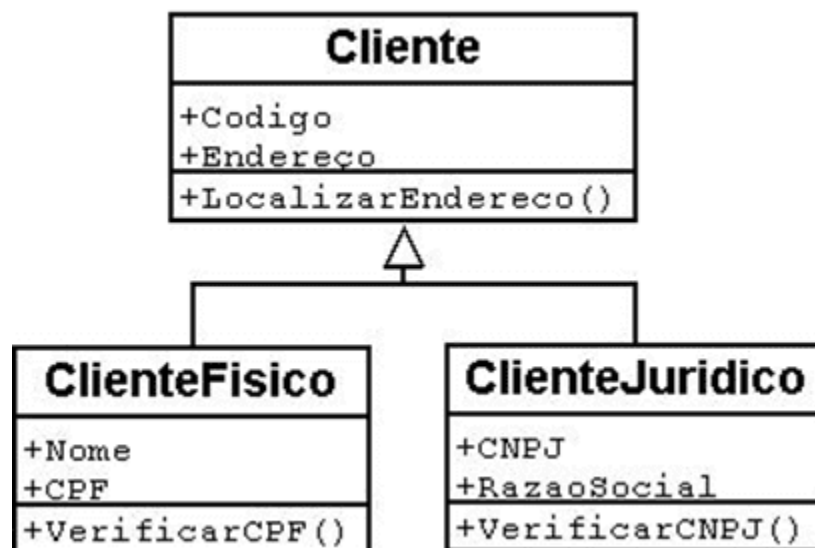 Cliente
+Codigo
+Endereço
+LocalizarEndereco()
ClienteFisico
+Nome
+CPF
+VerificarCPF()
ClienteJuridico
+CNPJ
+RazaoSocial
+VerificarCNPJ()